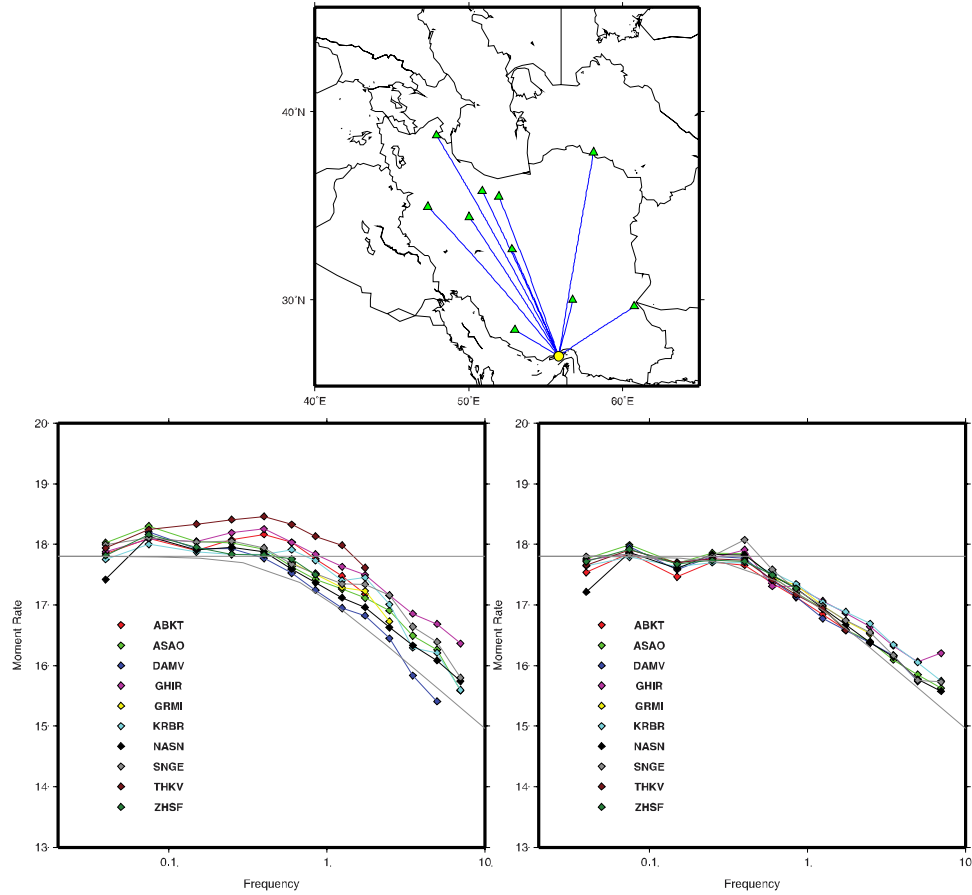 40˚N
30˚N
40˚E
50˚E
60˚E
20
19
18
17
16
15
14
13
Moment Rate
ABKT
ASAO
DAMV
GHIR
GRMI
KRBR
NASN
SNGE
THKV
ZHSF
0.1
1.
10
Frequency
20
19
18
17
16
15
14
13
Moment Rate
ABKT
ASAO
DAMV
GHIR
GRMI
KRBR
NASN
SNGE
THKV
ZHSF
0.1
1.
10
Frequency